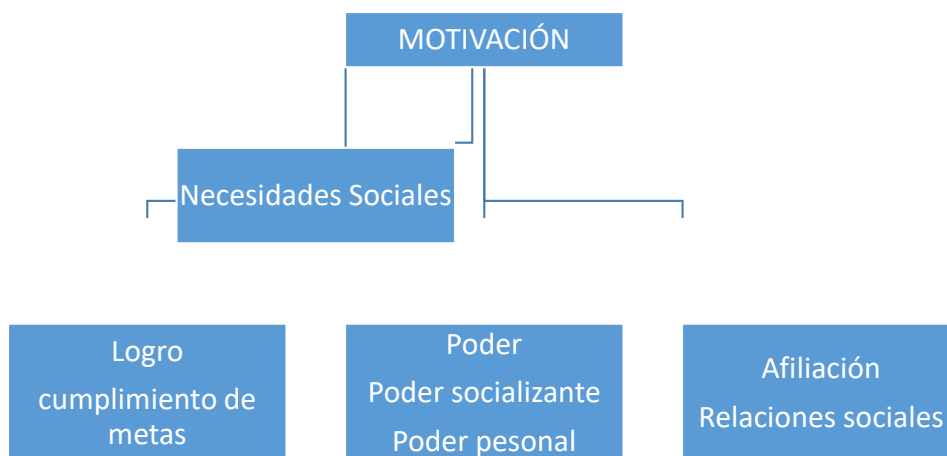 MOTIVACIÓN
Necesidades Sociales
Logro
cumplimiento de
metas
Poder
Poder socializante
Poder pesonal
Afiliación
Relaciones sociales